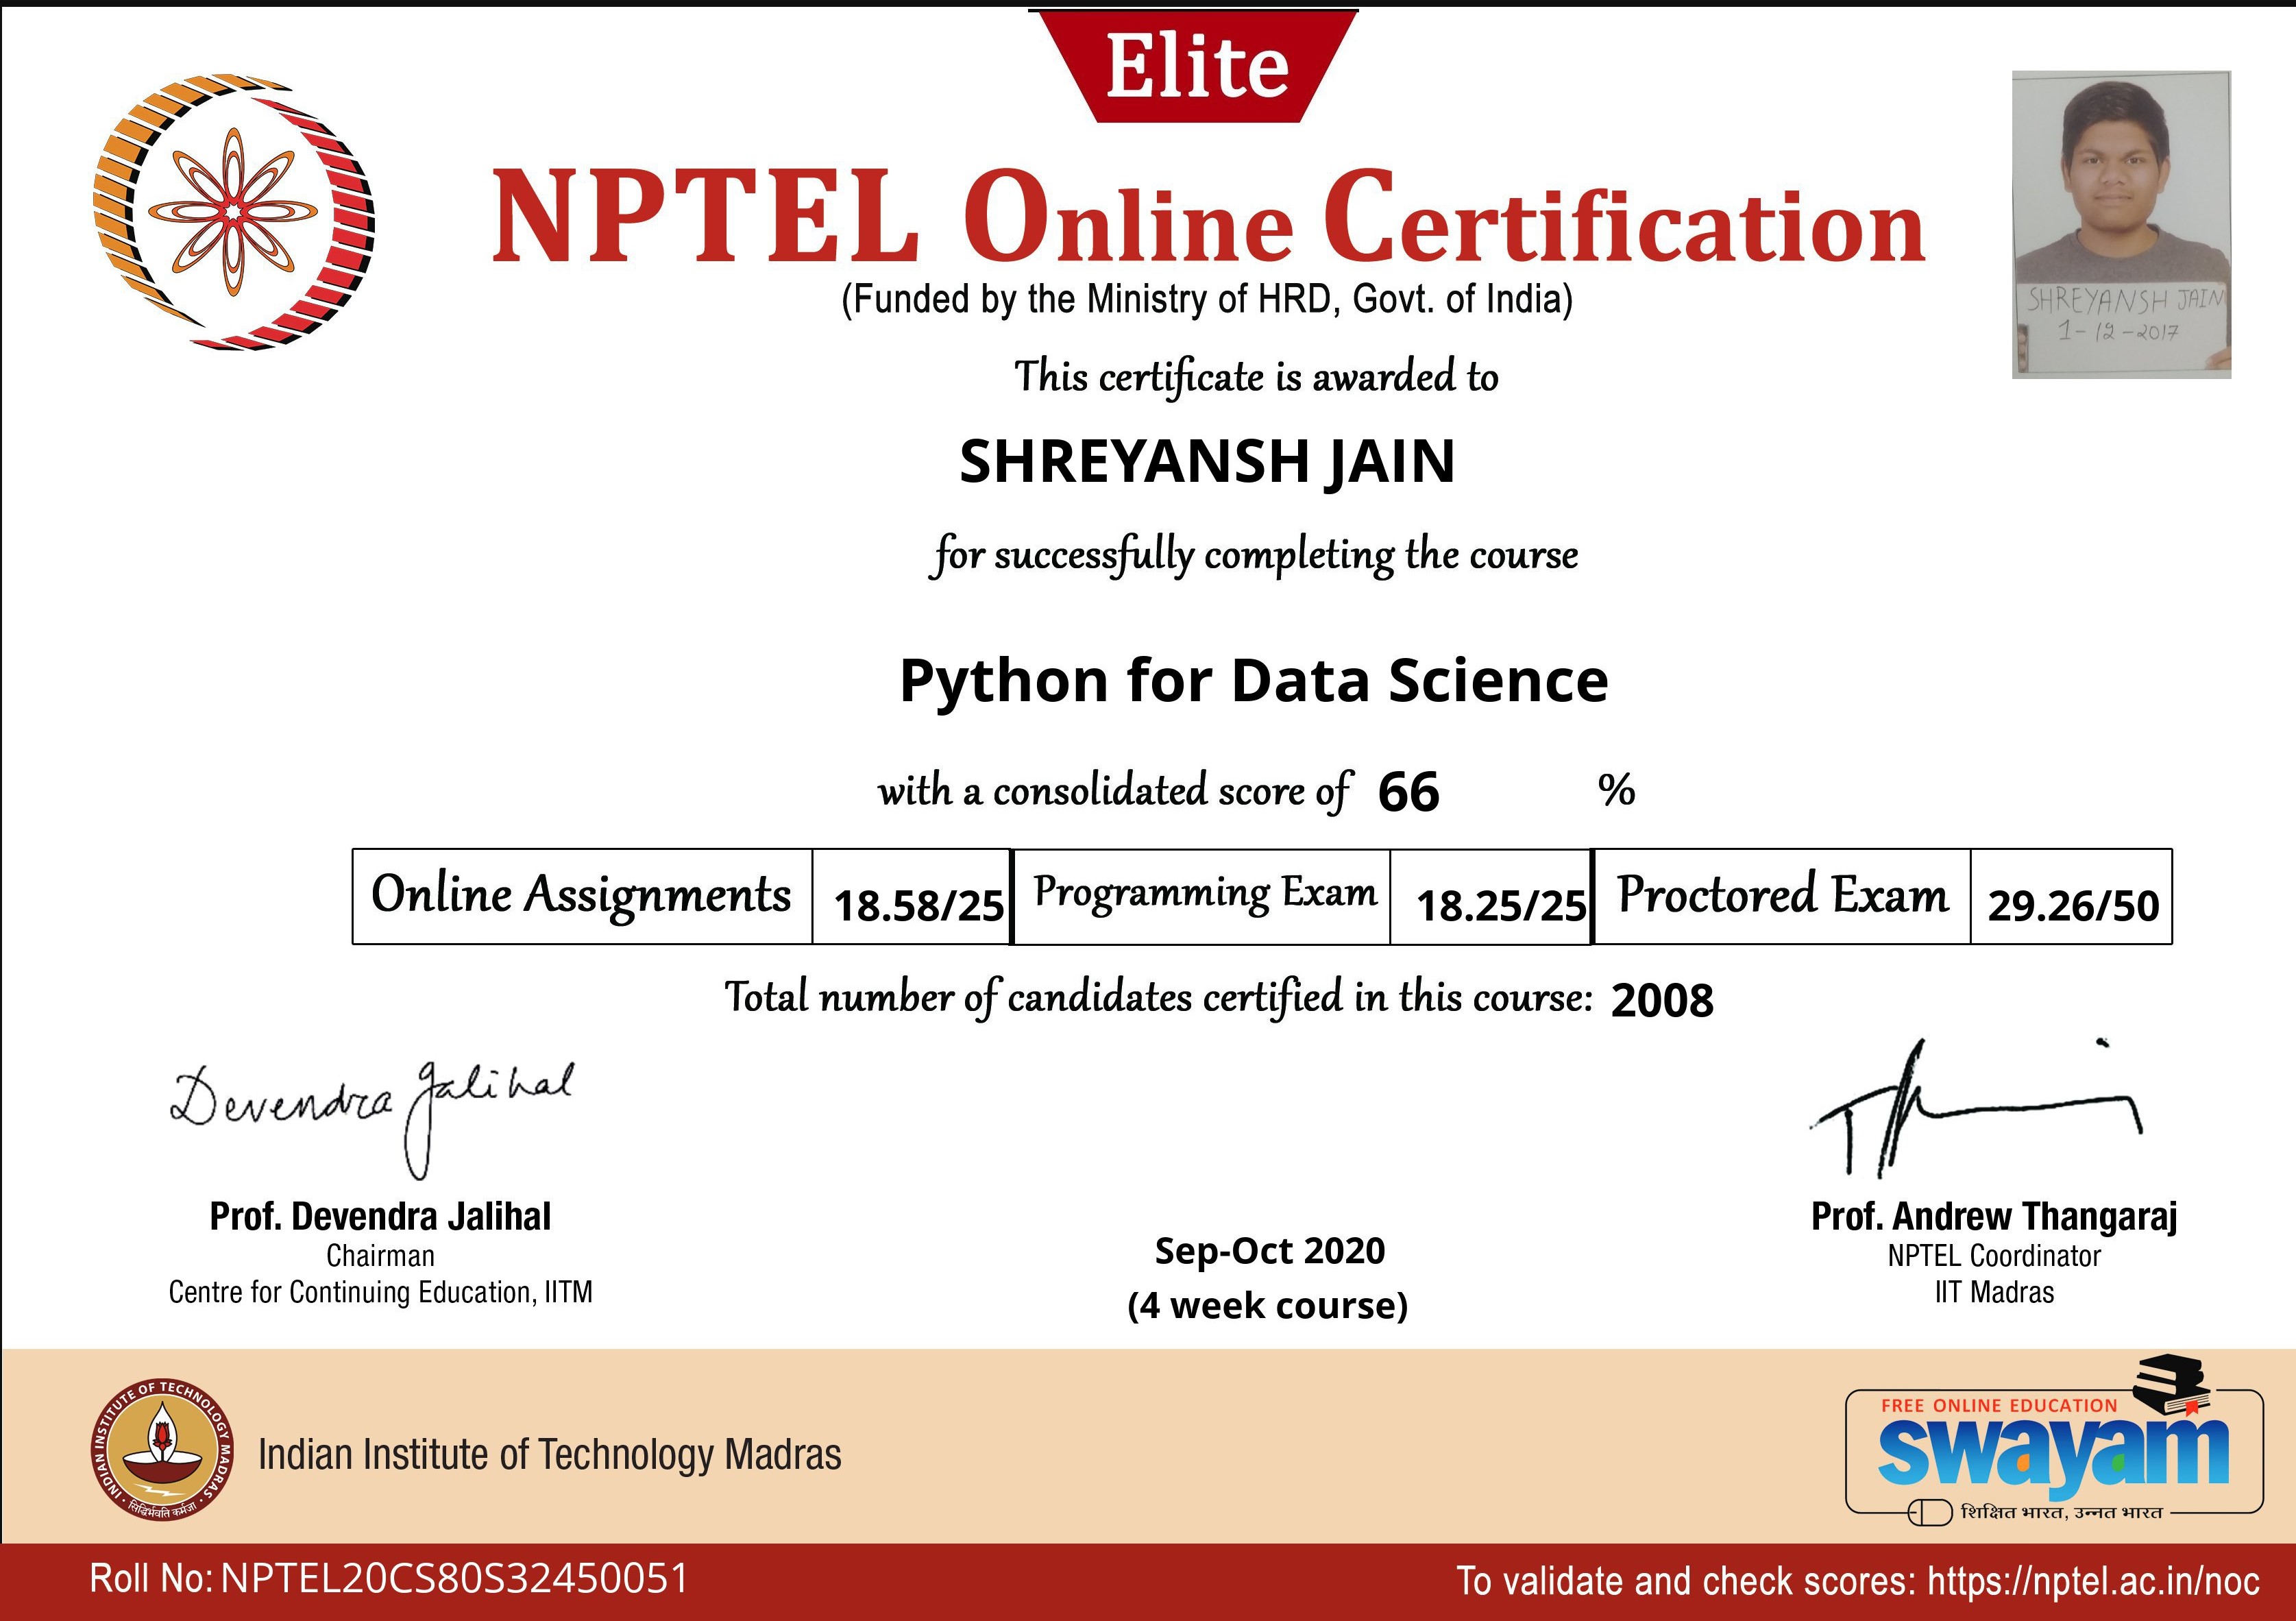 Elite
NPTEL Online Certification
(Funded by the Ministry of HRD, Govt. of India)
SHREYANSH JAIN
1-12-2017
This certificate is awarded to
SHREYANSH JAIN
for successfully completing the course
Python for Data Science
with a consolidated score of 66 %
Online Assignments 18.58/25 Programming Exam 18.25/25 Proctored Exam 29.26/50
Total number of candidates certified in this course: 2008
Devendra Jalihal
Prof. Devendra Jalihal
Chairman
Centre for Continuing Education, IITM
Sep-Oct 2020
(4 week course)
Prof. Andrew Thangaraj
NPTEL Coordinator
IIT Madras
INDIAN INSTITUTE OF TECHNOLOGY MADRAS
सिद्धिर्भवति कर्मजा
Indian Institute of Technology Madras
FREE ONLINE EDUCATION
swayam
शिक्षित भारत, उन्नत भारत
Roll No: NPTEL20CS80S32450051
To validate and check scores: https://nptel.ac.in/noc